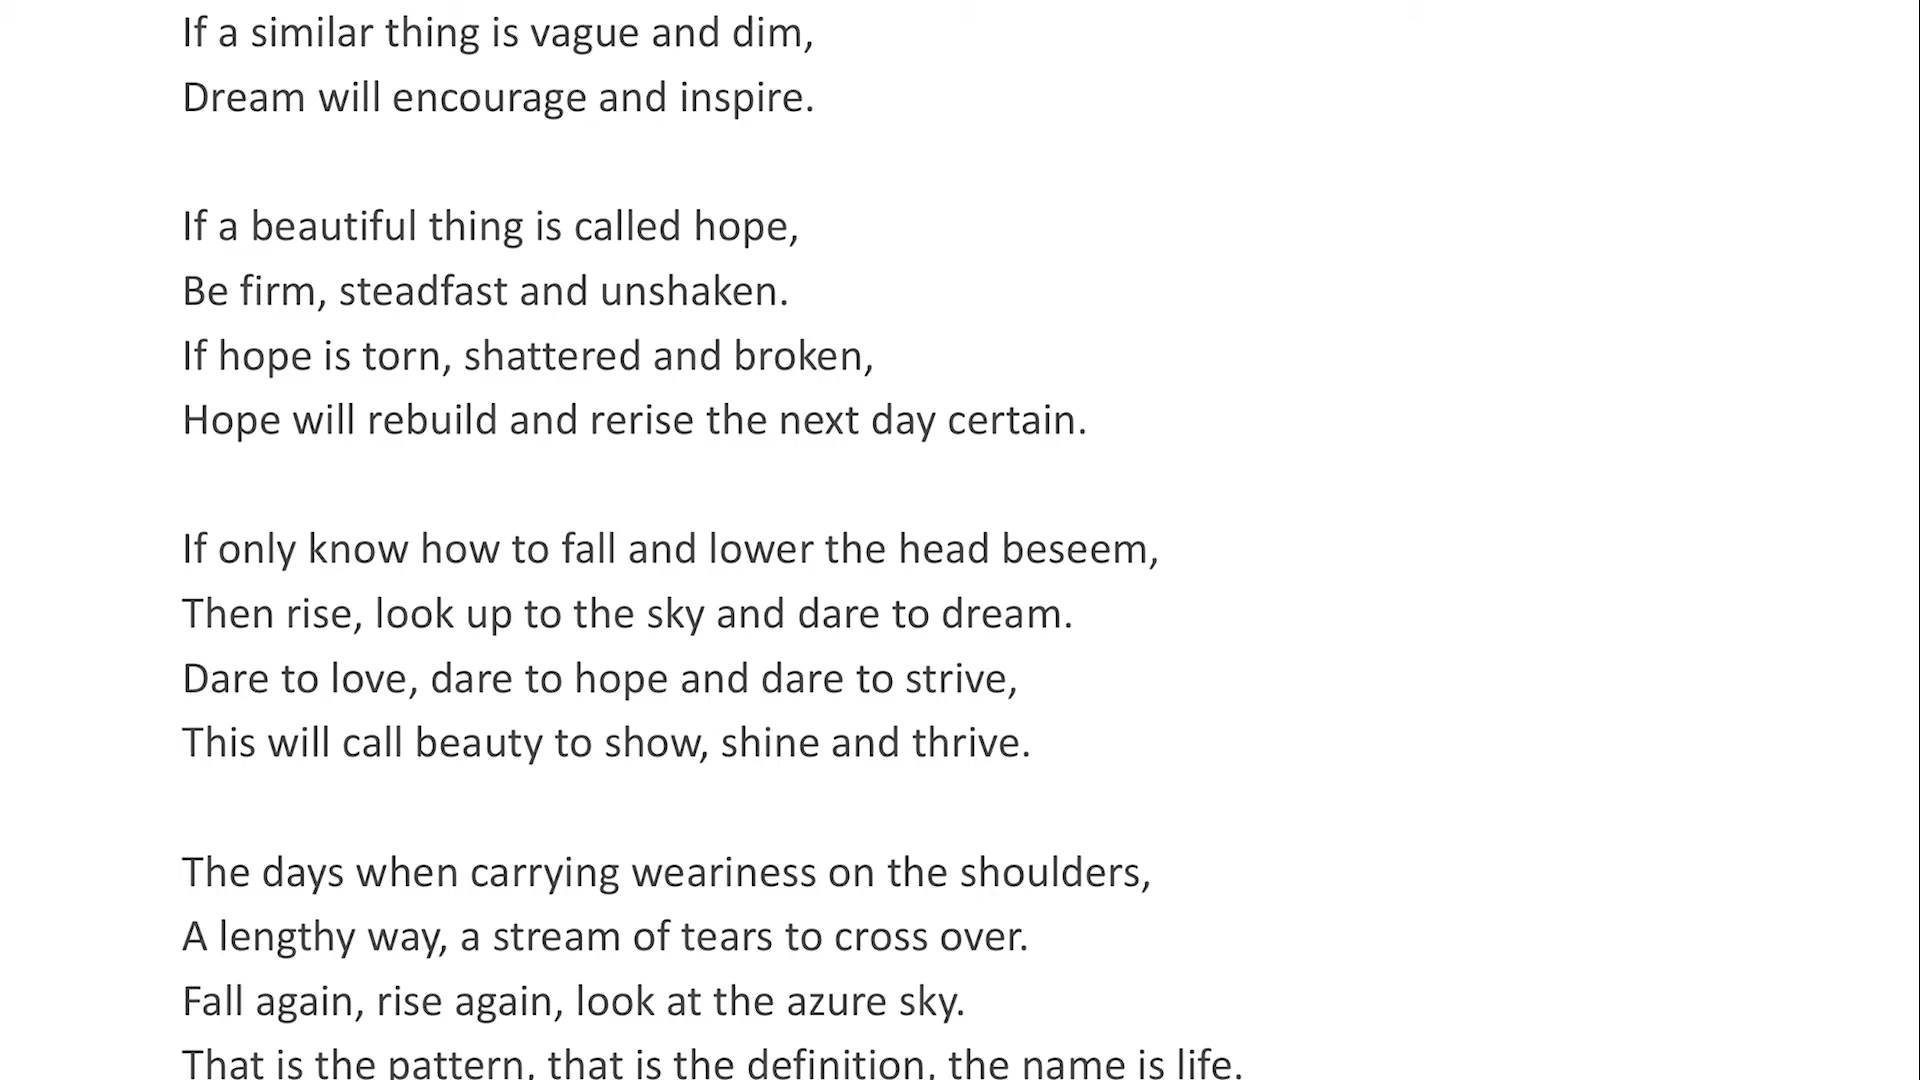 If a similar thing is vague and dim,
Dream will encourage and inspire.
If a beautiful thing is called hope,
Be firm, steadfast and unshaken.
If hope is torn, shattered and broken,
Hope will rebuild and rerise the next day certain.
If only know how to fall and lower the head beseem,
Then rise, look up to the sky and dare to dream.
Dare to love, dare to hope and dare to strive,
This will call beauty to show, shine and thrive.
The days when carrying weariness on the shoulders,
A lengthy way, a stream of tears to cross over.
Fall again, rise again, look at the azure sky.
That is the pattern, that is the definition, the name is life.